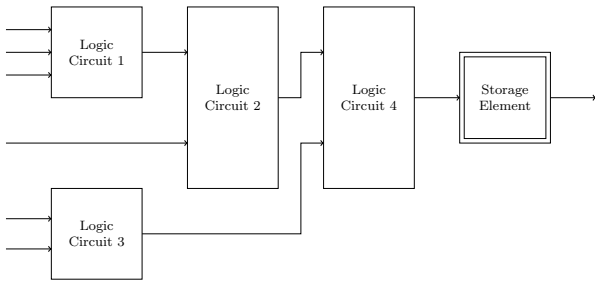 Logic
Circuit 1
Logic
Circuit 2
Logic
Circuit 4
Storage
Element
Logic
Circuit 3